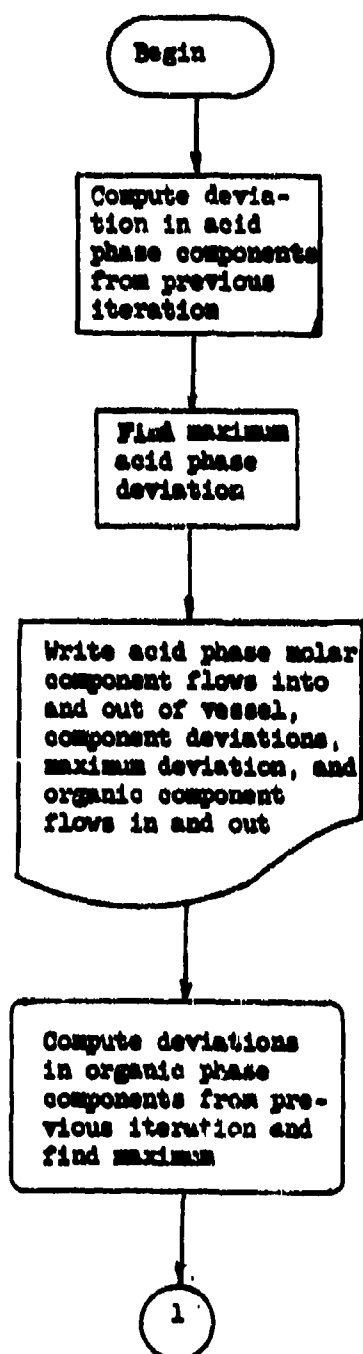 Begin
Compute devia-
tion in acid
phase components
from previous
iteration
Find maximum
acid phase
deviation
Write acid phase molar
component flows into
and out of vessel,
component deviations,
maximum deviation, and
organic component
flows in and out
Compute deviations
in organic phase
components from pre-
vious iteration and
find maximum
1